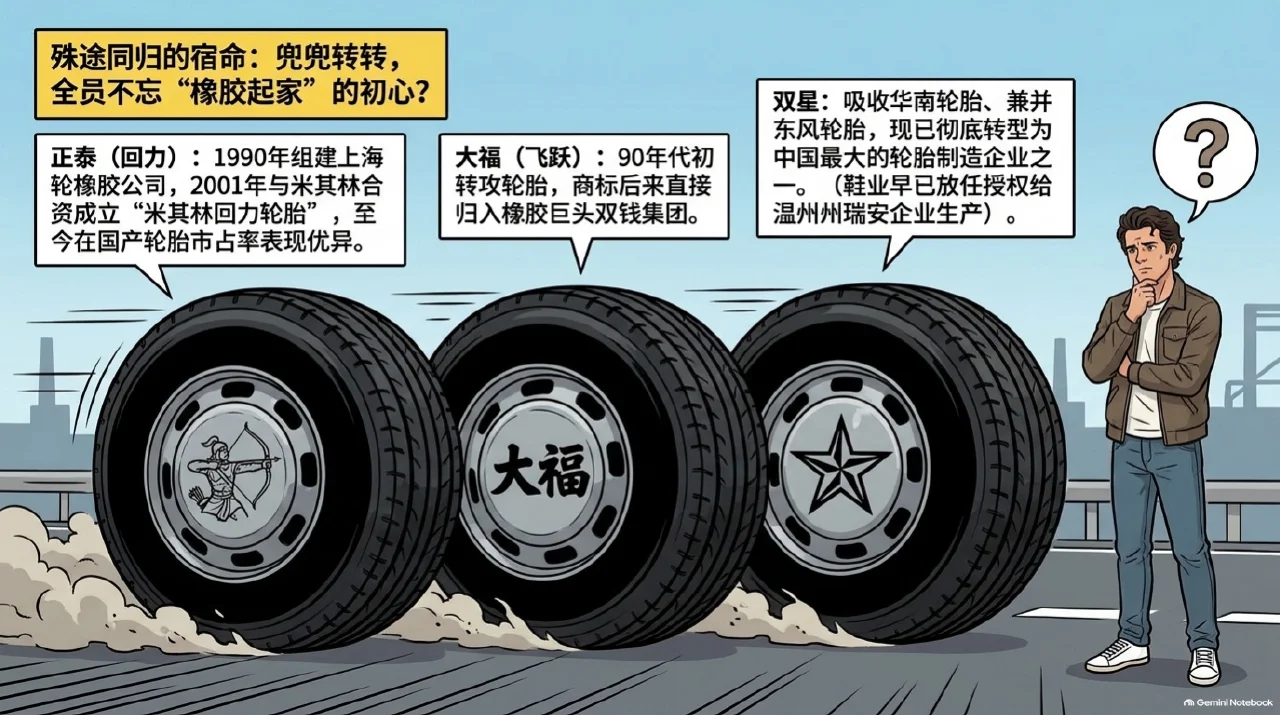 殊途同归的宿命：兜兜转转，
全员不忘“橡胶起家”的初心？
正泰（回力）：1990年组建上海
轮橡胶公司，2001年与米其林合
资成立“米其林回力轮胎”，至
今在国产轮胎市占率表现优异。
大福（飞跃）：90年代初
转攻轮胎，商标后来直接
归入橡胶巨头双钱集团。
双星：吸收华南轮胎、兼并
东风轮胎，现已彻底转型为
中国最大的轮胎制造企业之
一。（鞋业早已放任授权给
温州州瑞安企业生产）。
?
大福
Gemini Notebook